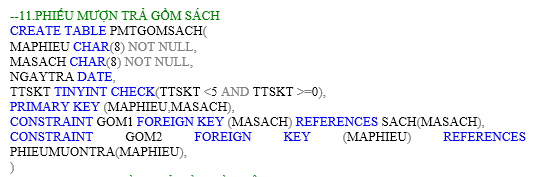 --11.PHIẾU MƯỢN TRẢ GỒM SÁCH
CREATE TABLE PMTGOMSACH(
MAPHIEU CHAR(8) NOT NULL,
MASACH CHAR(8) NOT NULL,
NGAYTRA DATE,
TTSKT TINYINT CHECK(TTSKT <5 AND TTSKT >=0),
PRIMARY KEY (MAPHIEU,MASACH),
CONSTRAINT GOM1 FOREIGN KEY (MASACH) REFERENCES SACH(MASACH),
CONSTRAINT GOM2 FOREIGN KEY (MAPHIEU) REFERENCES
PHIEUMUONTRA(MAPHIEU),
)